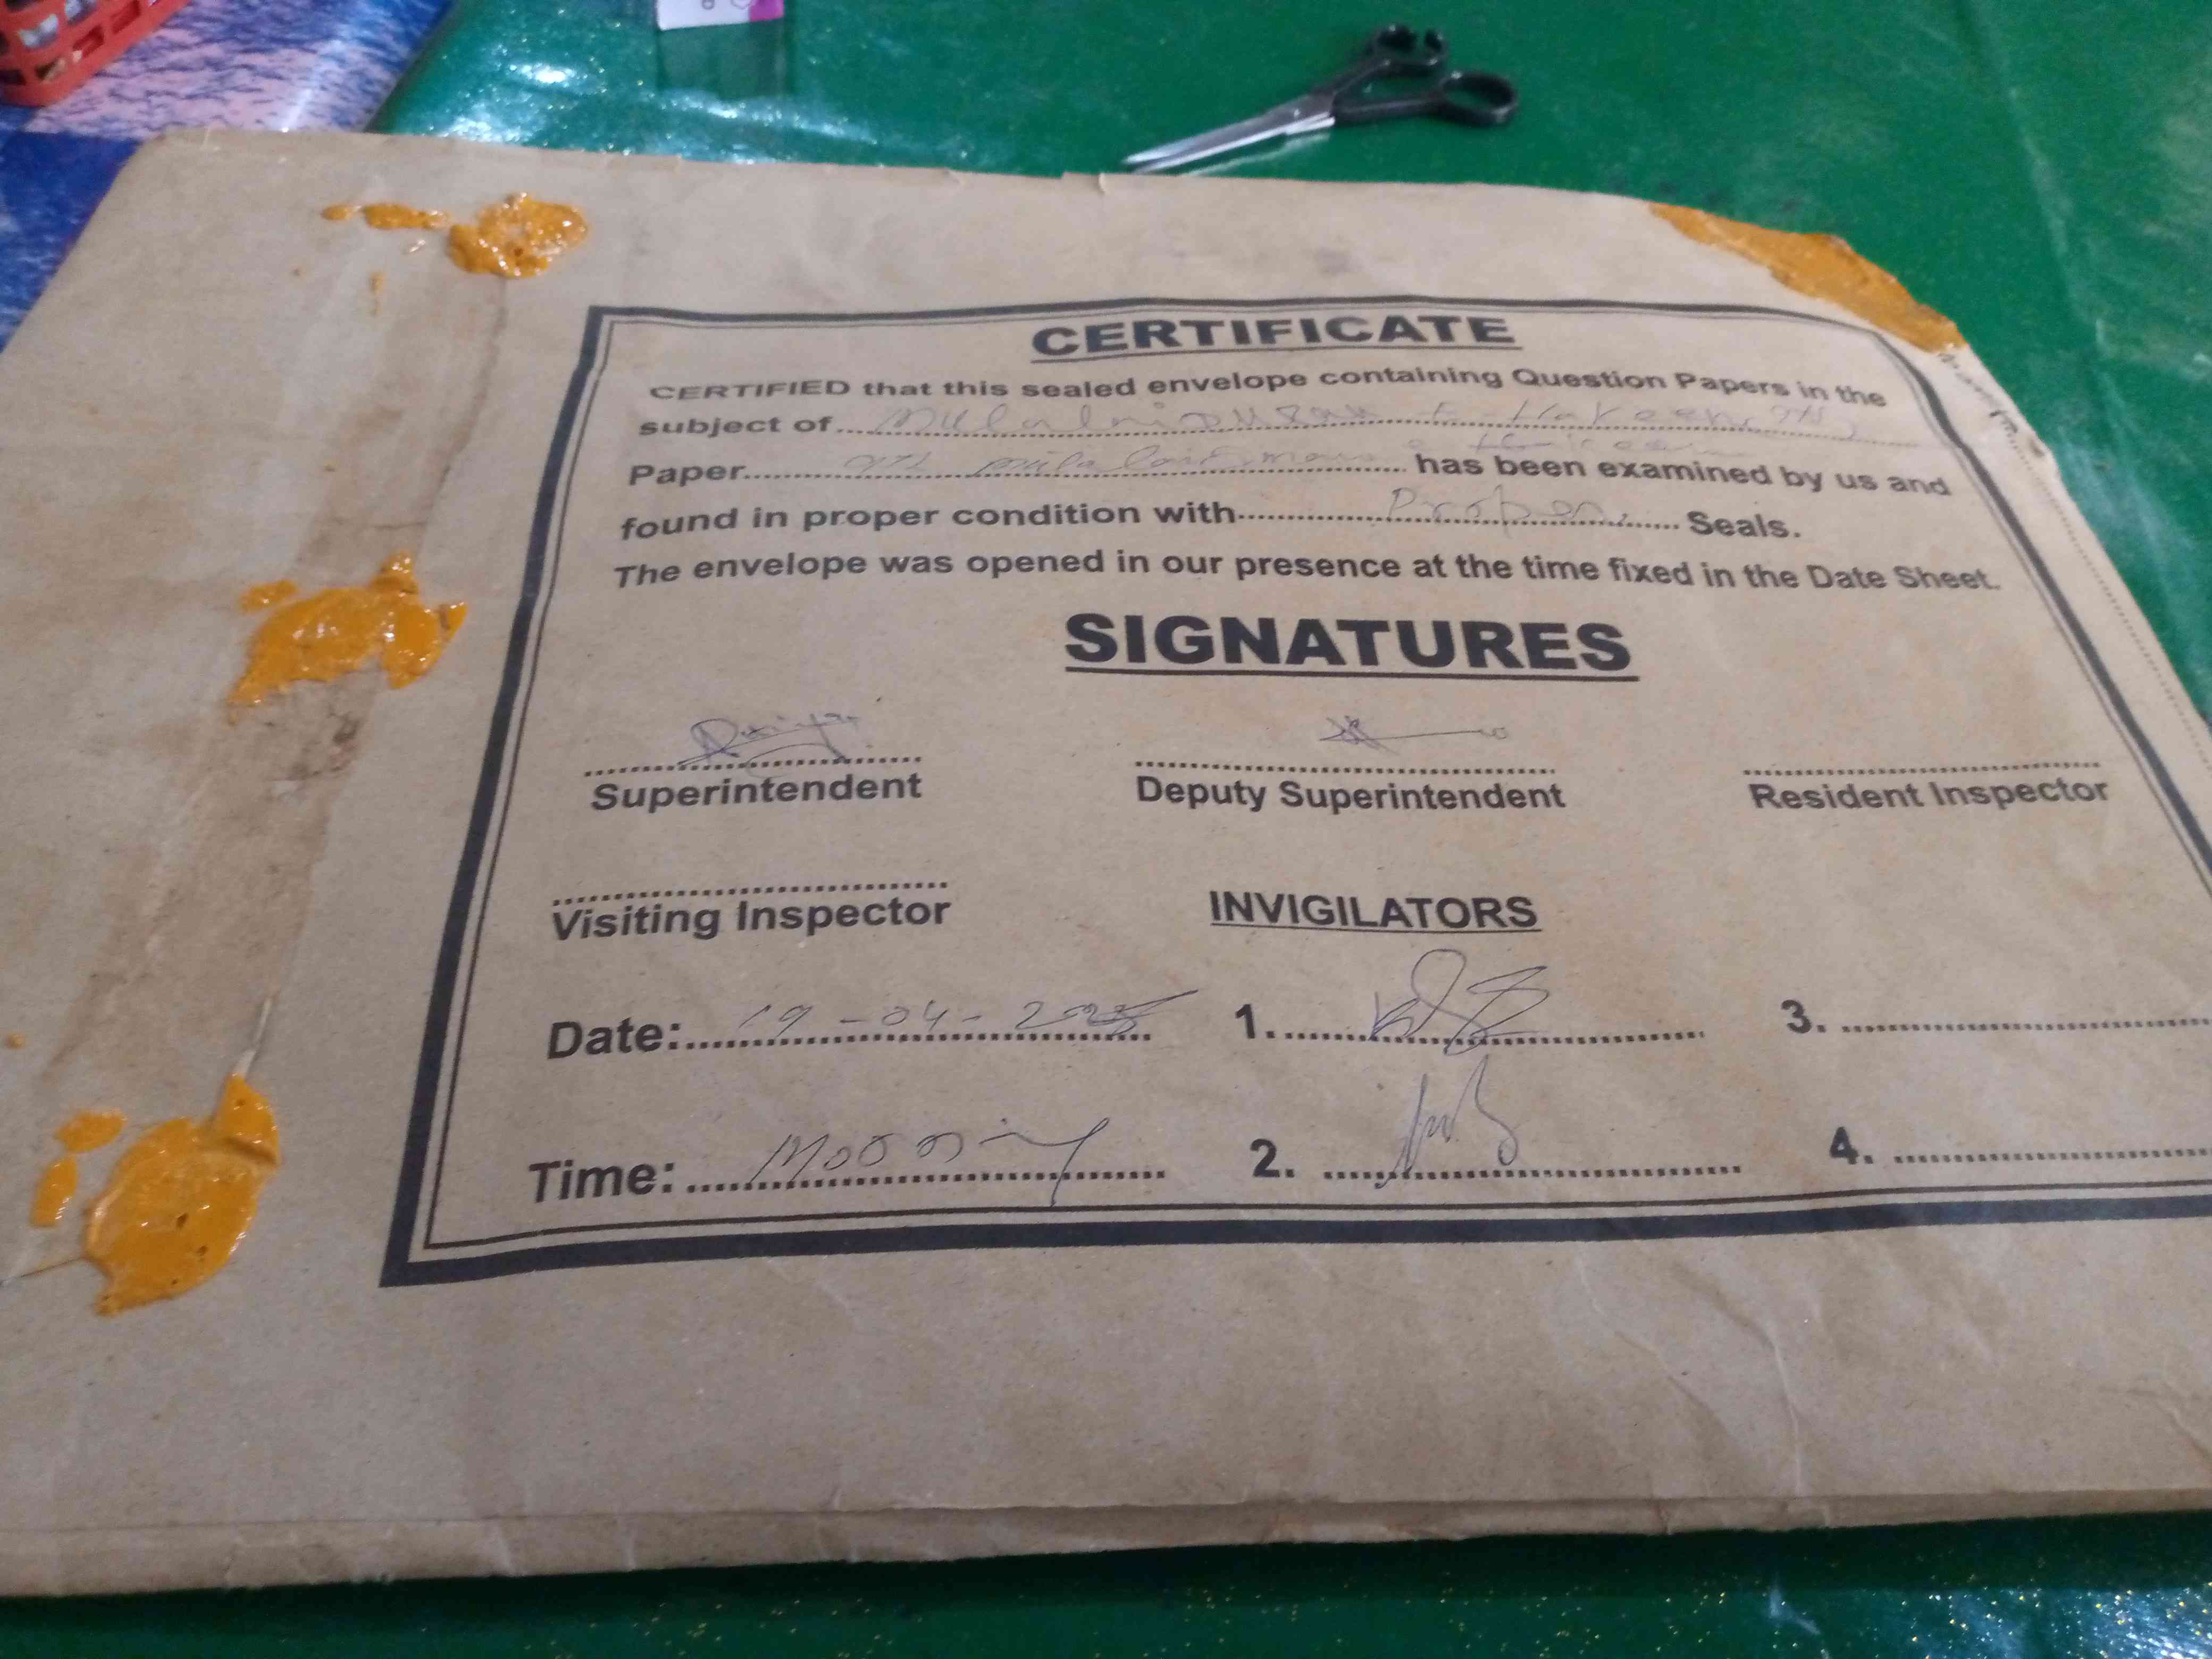 CERTIFICATE
CERTIFIED that this sealed envelope containing Question Papers in the
subject of
Paper.................. has been examined by us and
found in proper condition with........Proper........ Seals.
The envelope was opened in our presence at the time fixed in the Date Sheet.
SIGNATURES
Superintendent Deputy Superintendent Resident Inspector
Visiting Inspector INVIGILATORS
Date: 19-04-2025 1. 3.
Time: Morning 2. 4.